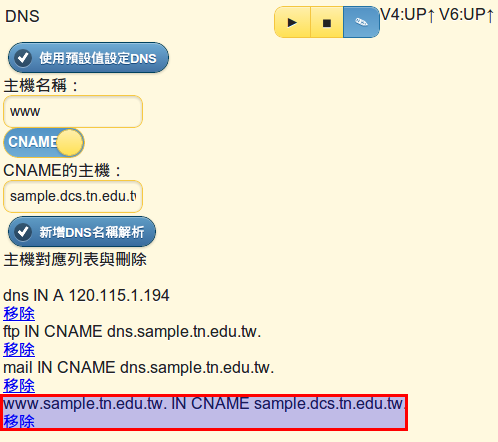 DNS
V4:UP↑ V6:UP↑
使用預設值設定DNS
主機名稱：
www
CNAME
CNAME的主機：
sample.dcs.tn.edu.tw
新增DNS名稱解析
主機對應列表與刪除
dns IN A 120.115.1.194
移除
ftp IN CNAME dns.sample.tn.edu.tw.
移除
mail IN CNAME dns.sample.tn.edu.tw.
移除
www.sample.tn.edu.tw. IN CNAME sample.dcs.tn.edu.tw.
移除